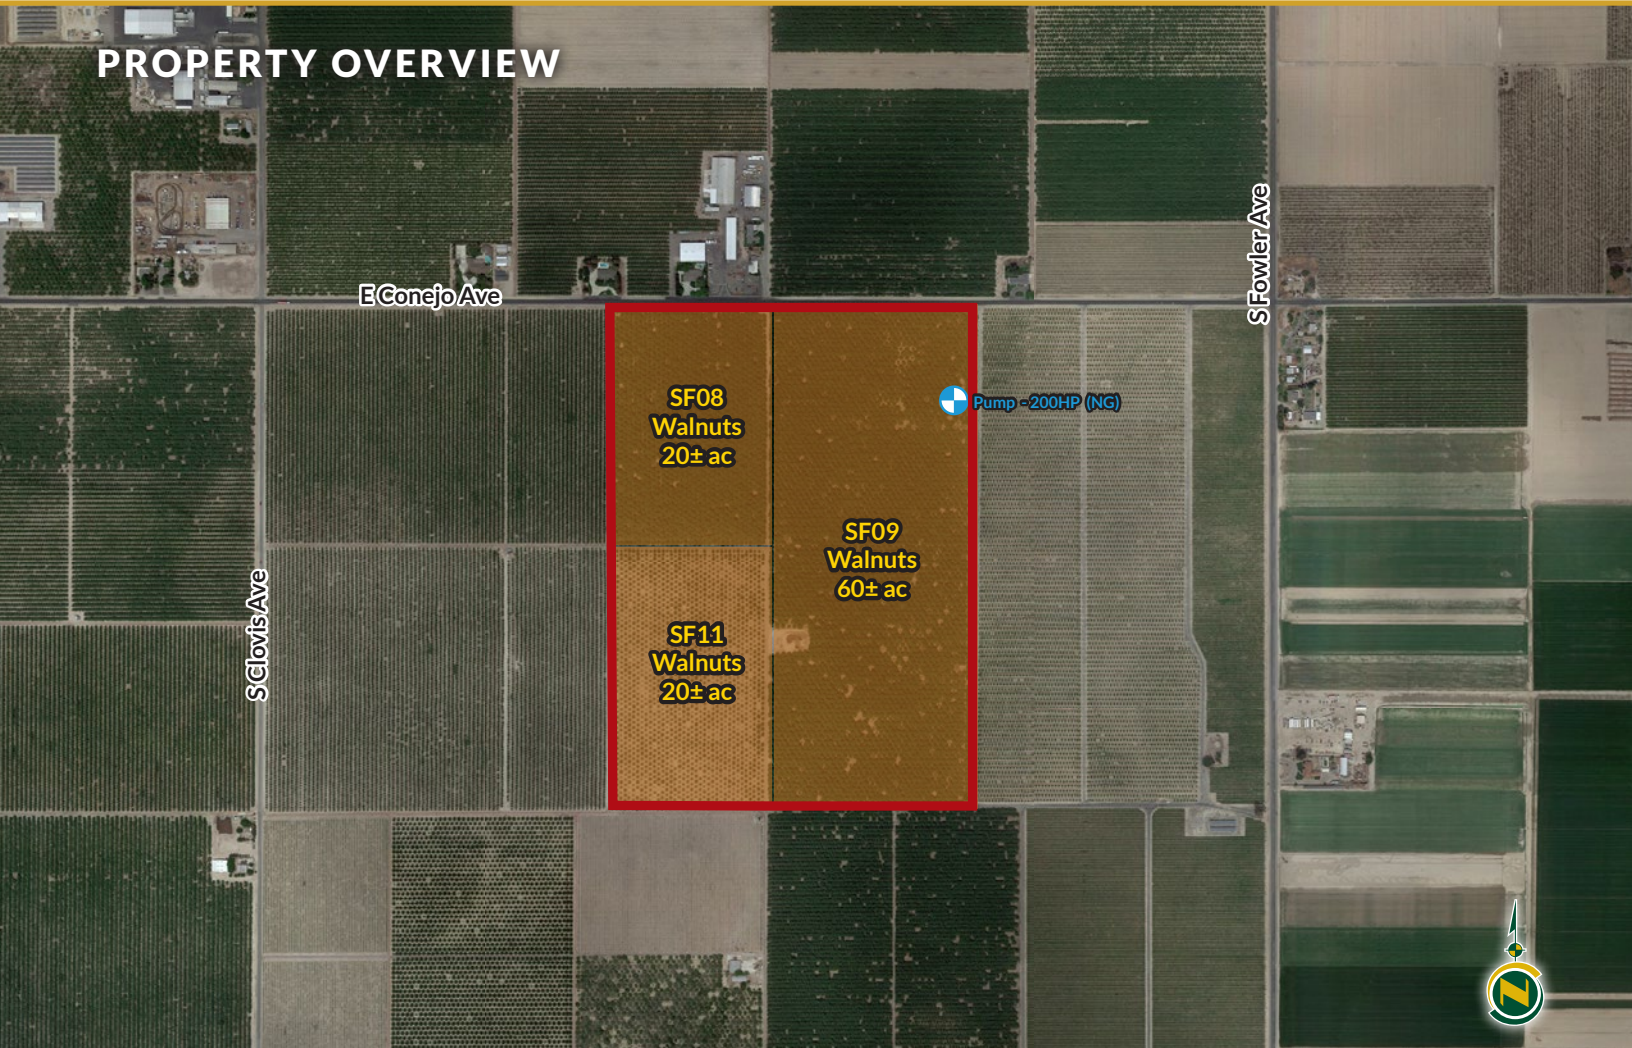 PROPERTY OVERVIEW
S Fowler Ave
E Conejo Ave
SF08
Walnuts
20± ac
Pump - 200HP (NG)
SF09
Walnuts
60± ac
S Clovis Ave
SF11
Walnuts
20± ac
N